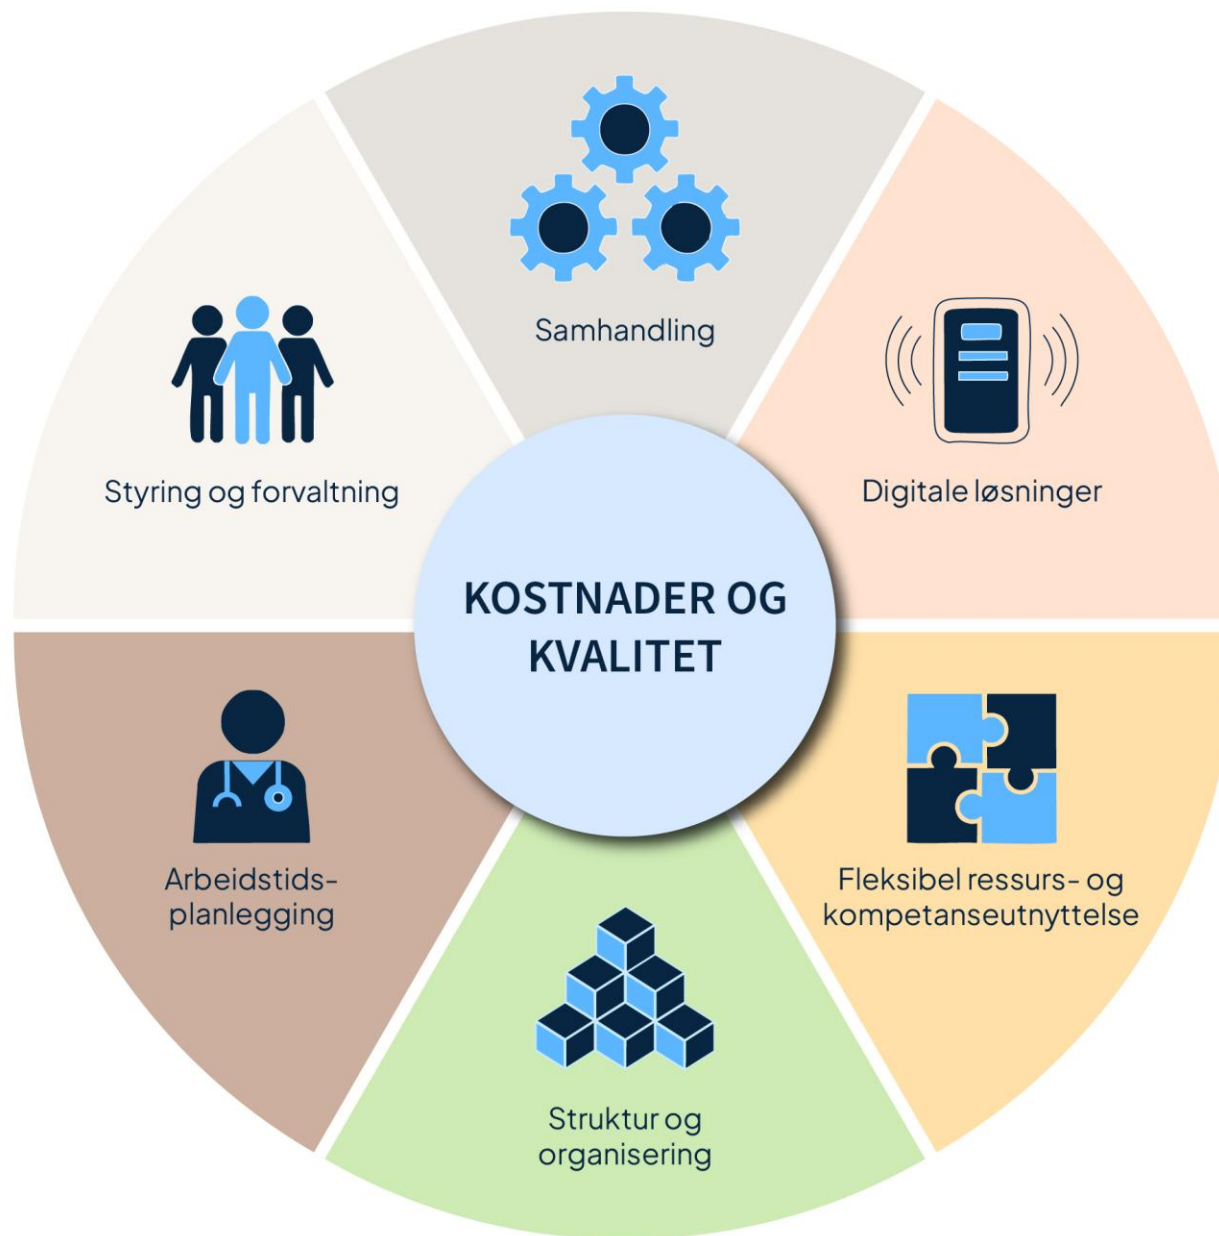 Samhandling
Styring og forvaltning
Digitale løsninger
KOSTNADER OG
KVALITET
Arbeidstids-
planlegging
Fleksibel ressurs- og
kompetanseutnyttelse
Struktur og
organisering